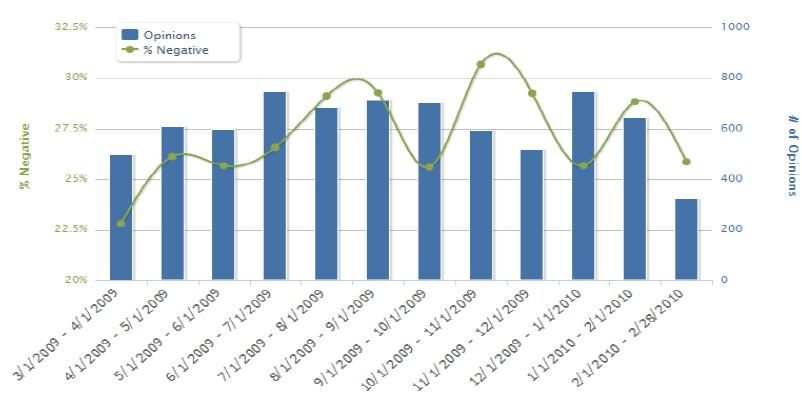 32.5%
30%
27.5%
25%
22.5%
20%
% Negative
Opinions
% Negative
1000
800
600
400
200
0
# of Opinions
3/1/2009 - 4/1/2009
4/1/2009 - 5/1/2009
5/1/2009 - 6/1/2009
6/1/2009 - 7/1/2009
7/1/2009 - 8/1/2009
8/1/2009 - 9/1/2009
9/1/2009 - 10/1/2009
10/1/2009 - 11/1/2009
11/1/2009 - 12/1/2009
12/1/2009 - 1/1/2010
1/1/2010 - 2/1/2010
2/1/2010 - 2/28/2010